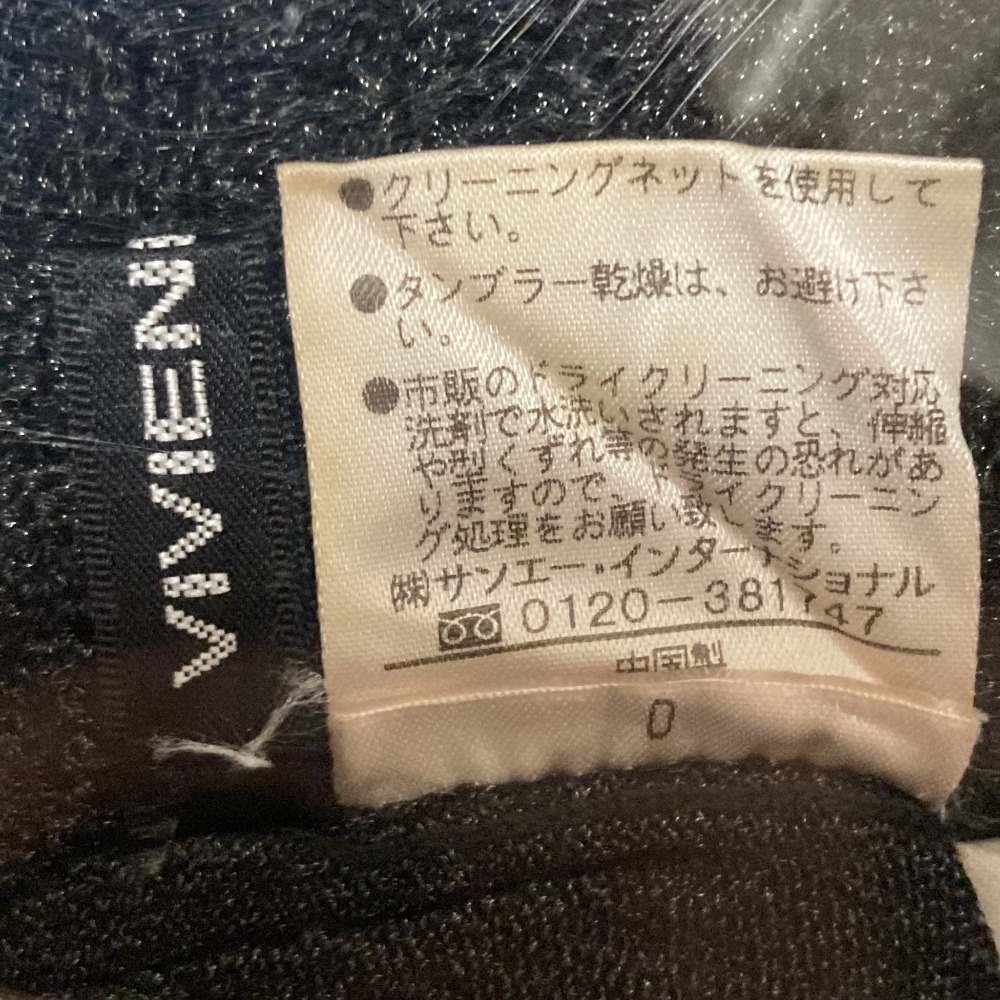 VIVIEN
●クリーニングネットを使用して
下さい。
●タンブラー乾燥は、お避け下さ
い。
●市販のドライクリーニング対応
洗剤で水洗いされますと、伸縮
や型くずれ等の発生の恐れがあ
りますので、ドライクリーニン
グ処理をお願い致します。
㈱サンエー・インターナショナル
0120-381747
中国製
0